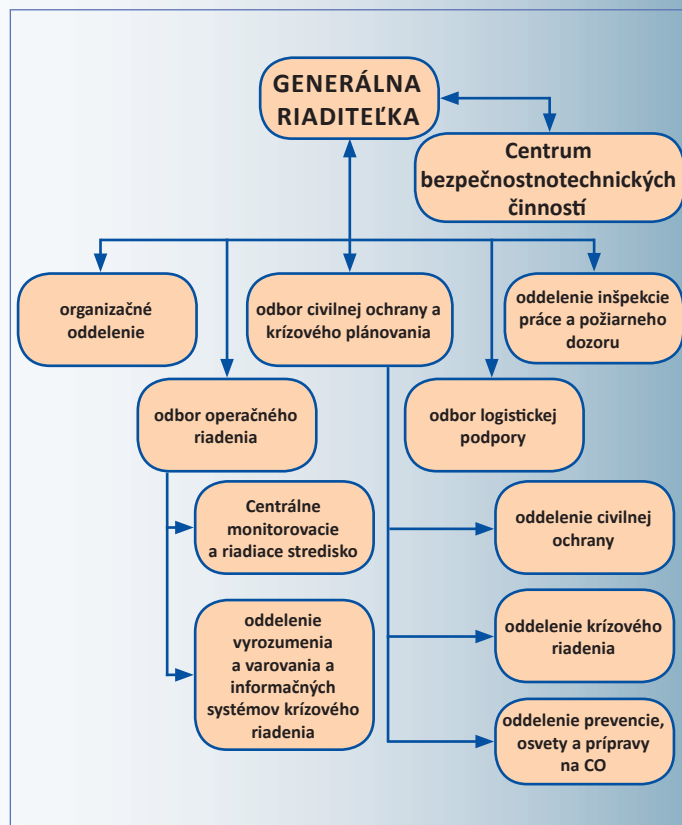 GENERÁLNA
RIADITEĽKA
Centrum
bezpečnostnotechnických
činností
organizačné
oddelenie
odbor civilnej ochrany a
krízového plánovania
oddelenie inšpekcie
práce a požiarneho
dozoru
odbor operačného
riadenia
odbor logistickej
podpory
Centrálne
monitorovacie
a riadiace stredisko
oddelenie civilnej
ochrany
oddelenie
vyrozumenia
a varovania a
informačných
systémov krízového
riadenia
oddelenie krízového
riadenia
oddelenie prevencie,
osvety a prípravy
na CO